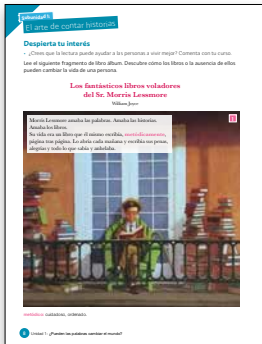 Subunidad 1:
El arte de contar historias
Despierta tu interés
• ¿Crees que la lectura puede ayudar a las personas a vivir mejor? Comenta con tu curso.
Lee el siguiente fragmento de libro álbum. Descubre cómo los libros o la ausencia de ellos
pueden cambiar la vida de una persona.
Los fantásticos libros voladores
del Sr. Morris Lessmore
William Joyce
Morris Lessmore amaba las palabras. Amaba las historias.
Amaba los libros.
Su vida era un libro que él mismo escribía, metódicamente,
página tras página. Lo abría cada mañana y escribía sus penas,
alegrías y todo lo que sabía y anhelaba.
metódico: cuidadoso, ordenado.
8 Unidad 1: ¿Pueden las palabras cambiar el mundo?